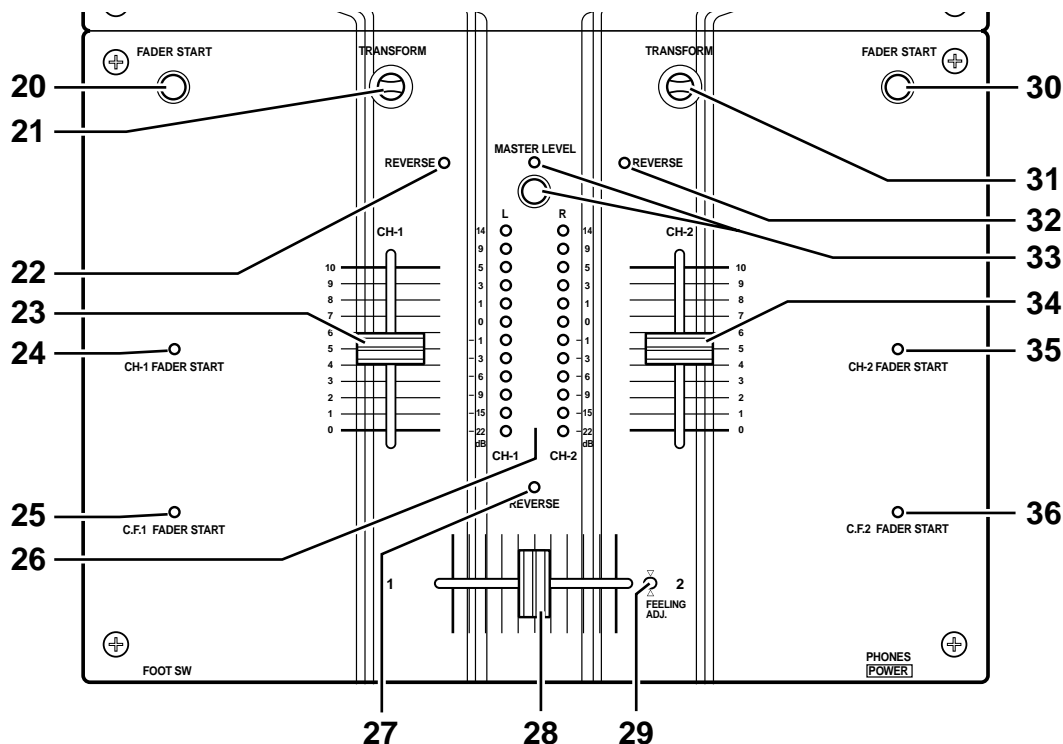 FADER START TRANSFORM TRANSFORM FADER START
20 30
21 31
MASTER LEVEL
REVERSE REVERSE
32
L R
CH-1 CH-2
14 14
33
9 9
22
10 5 5 10
9 3 3 9
8 1 1 8
23 34
7 0 0 7
6 -1 1 6
24 5 -3 -3 5 35
CH-1 FADER START CH-2 FADER START
4 -6 -6 4
3 -9 -9 3
2 -15 -15 2
1 -22 -22 1
0 dB dB 0
CH-1 CH-2
REVERSE
25 36
C.F.1 FADER START C.F.2 FADER START
26
1 2
FEELING
ADJ.
FOOT SW PHONES
POWER
27 28 29